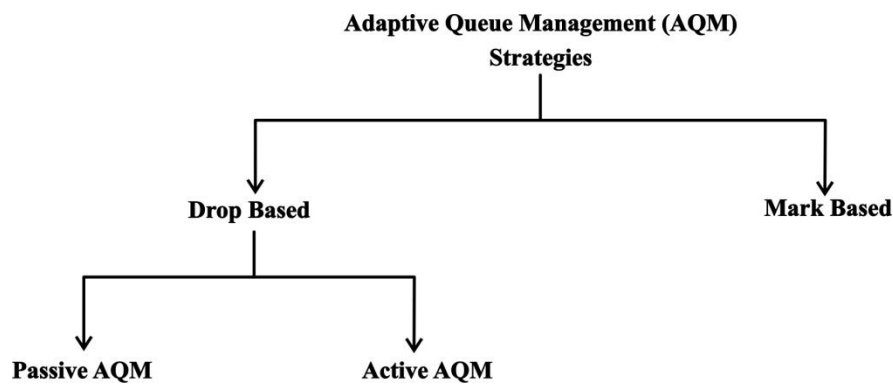 Adaptive Queue Management (AQM)
Strategies
Drop Based
Mark Based
Passive AQM
Active AQM